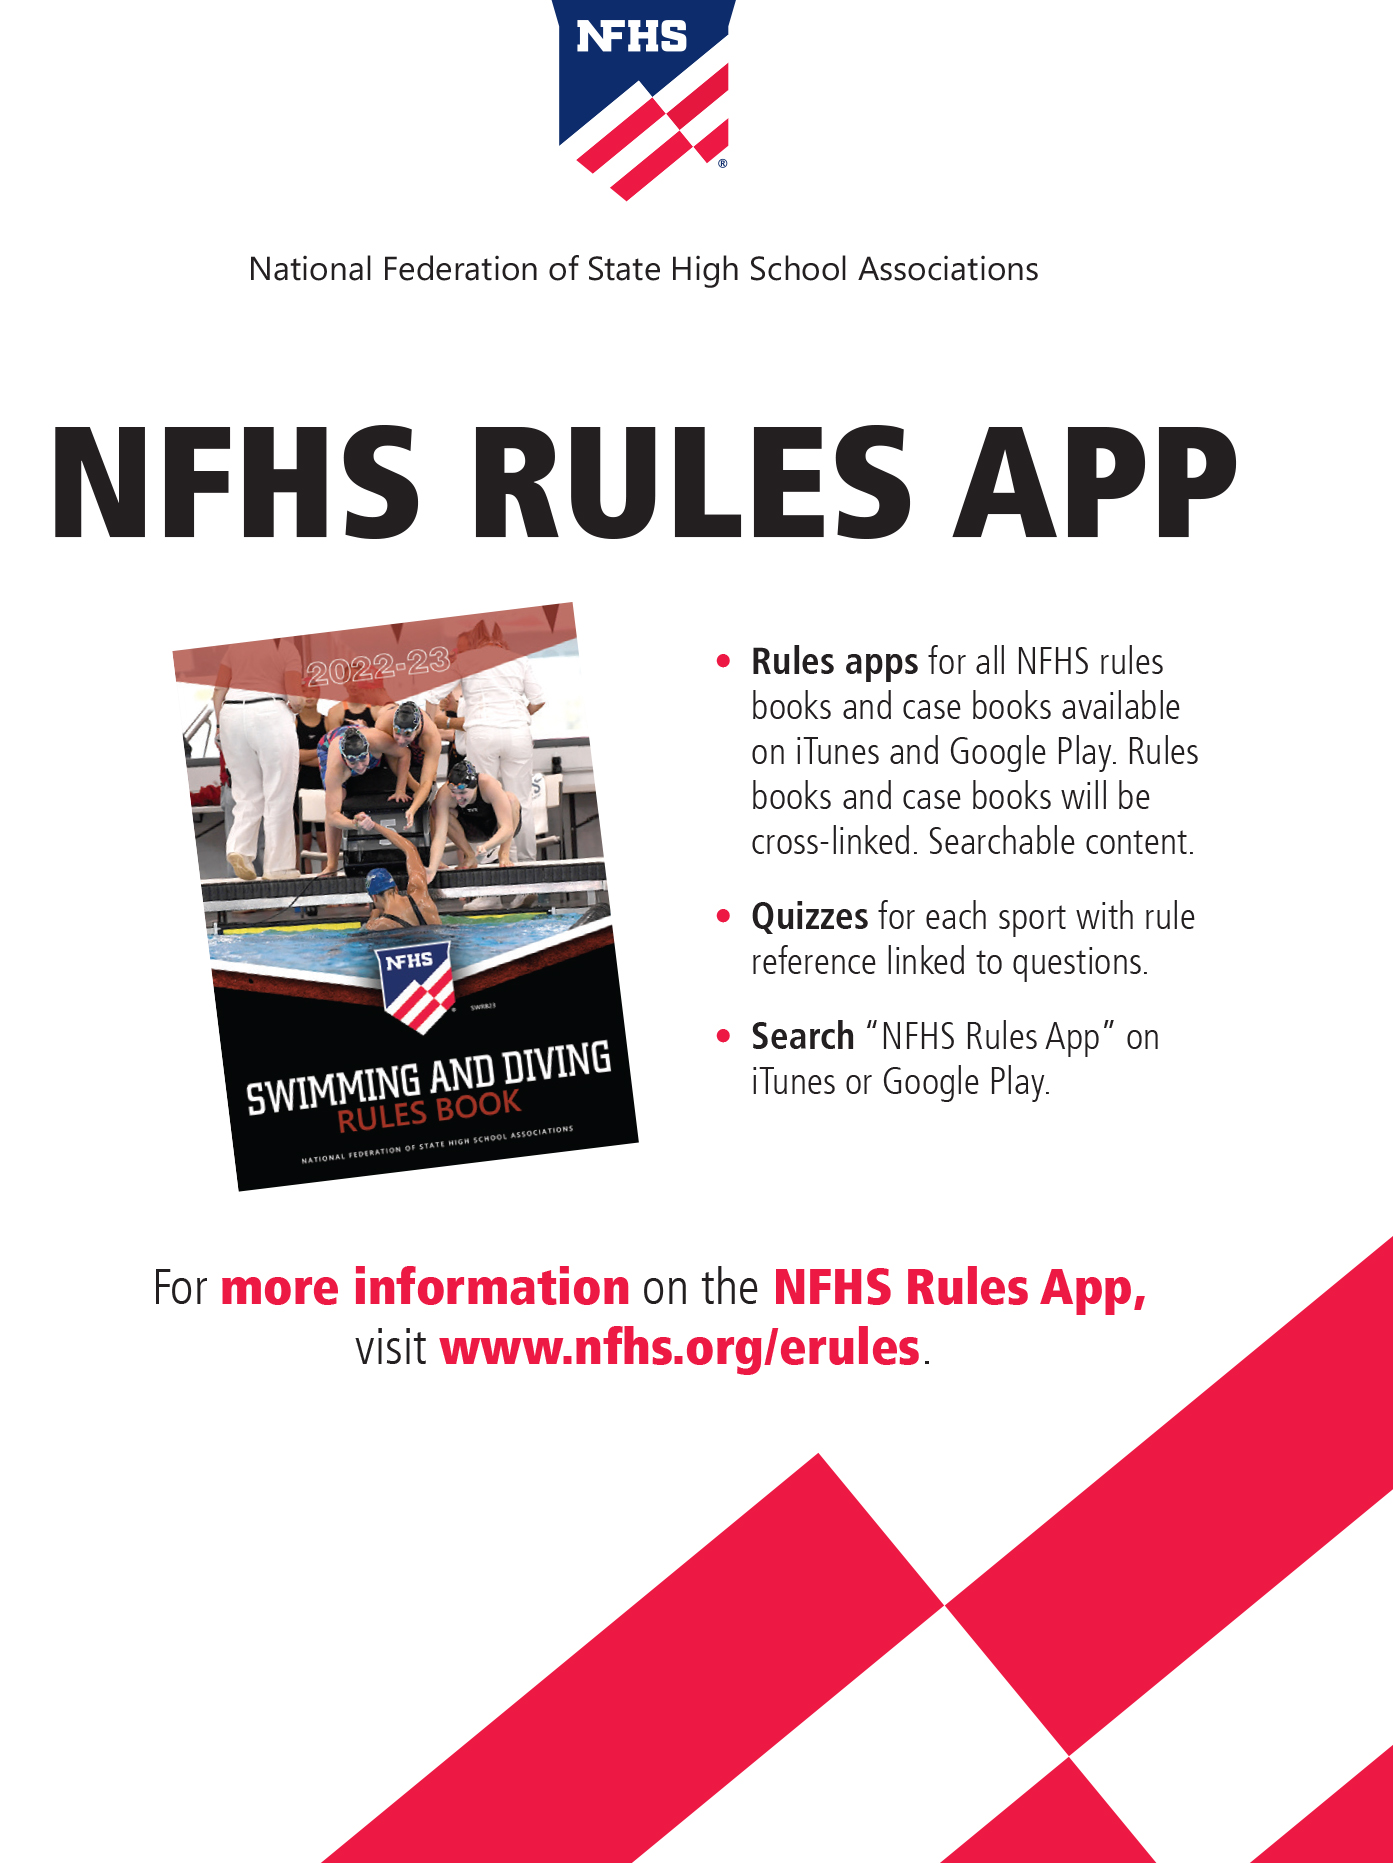 NFHS
®
National Federation of State High School Associations
NFHS RULES APP
2022-23
NFHS
®
SWRB23
SWIMMING AND DIVING
RULES BOOK
NATIONAL FEDERATION OF STATE HIGH SCHOOL ASSOCIATIONS
• Rules apps for all NFHS rules
books and case books available
on iTunes and Google Play. Rules
books and case books will be
cross-linked. Searchable content.
• Quizzes for each sport with rule
reference linked to questions.
• Search “NFHS Rules App” on
iTunes or Google Play.
For more information on the NFHS Rules App,
visit www.nfhs.org/erules.